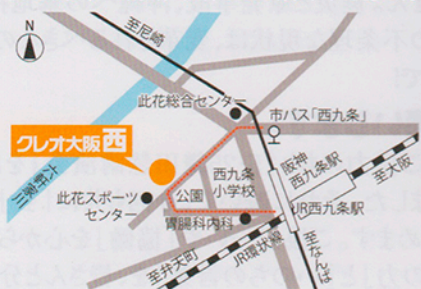 N
至尼崎
此花総合センター
市バス「西九条」
クレオ大阪西
六軒家川
此花スポーツ
センター
公園
西九条
小学校
胃腸科内科
阪神
西九条駅
JR西九条駅
至大阪
至弁天町
JR環状線
至なんば